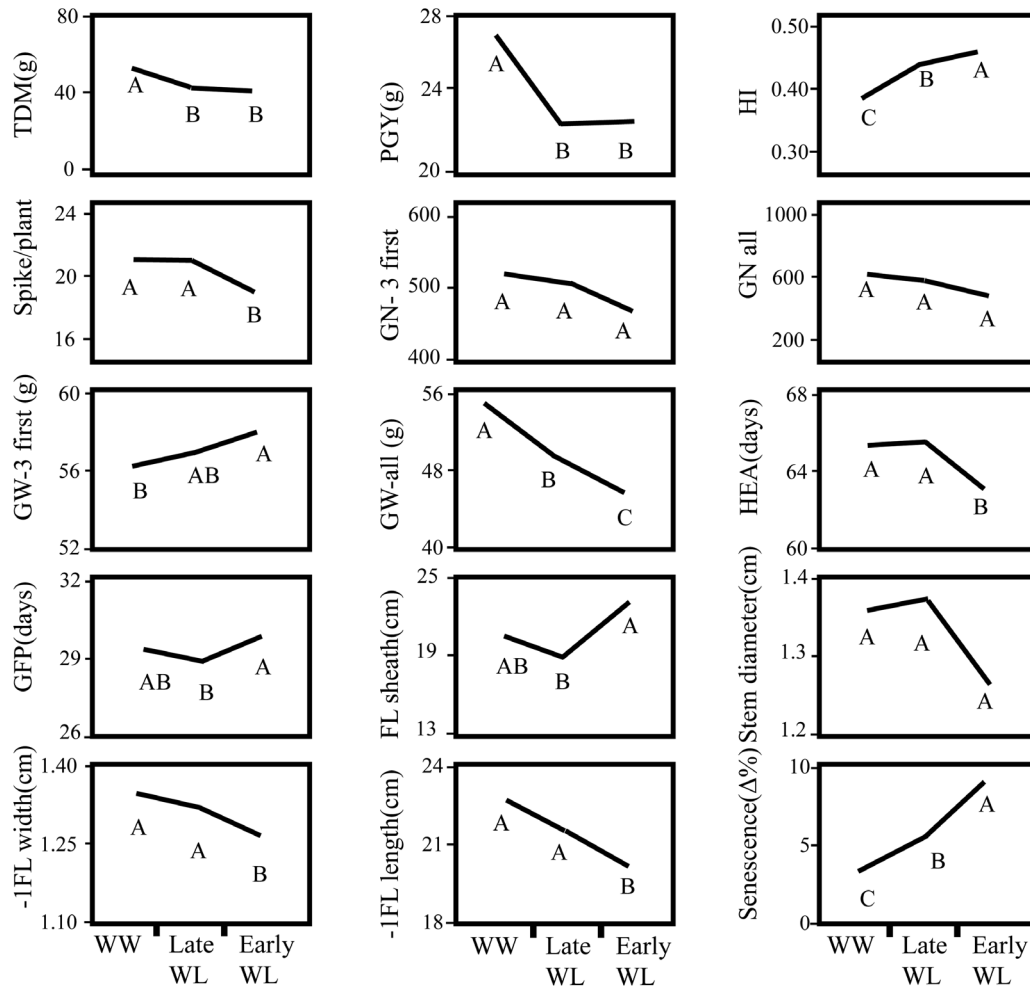 TDM(g)
80
40
0
A
B
B
PGY(g)
28
24
20
A
B
B
HI
0.50
0.40
0.30
C
B
A
Spike/plant
24
20
16
A
A
B
GN- 3 first
600
500
400
A
A
A
GN all
1000
600
200
A
A
A
GW-3 first (g)
60
56
52
B
AB
A
GW-all (g)
56
48
40
A
B
C
HEA(days)
68
64
60
A
A
B
GFP(days)
32
29
26
AB
B
A
FL sheath(cm)
25
19
13
AB
B
A
Stem diameter(cm)
1.4
1.3
1.2
A
A
A
-1FL width(cm)
1.40
1.25
1.10
A
A
B
-1FL length(cm)
24
21
18
A
A
B
Senescence(Δ%)
10
5
0
C
B
A
WW
Late
WL
Early
WL
WW
Late
WL
Early
WL
WW
Late
WL
Early
WL